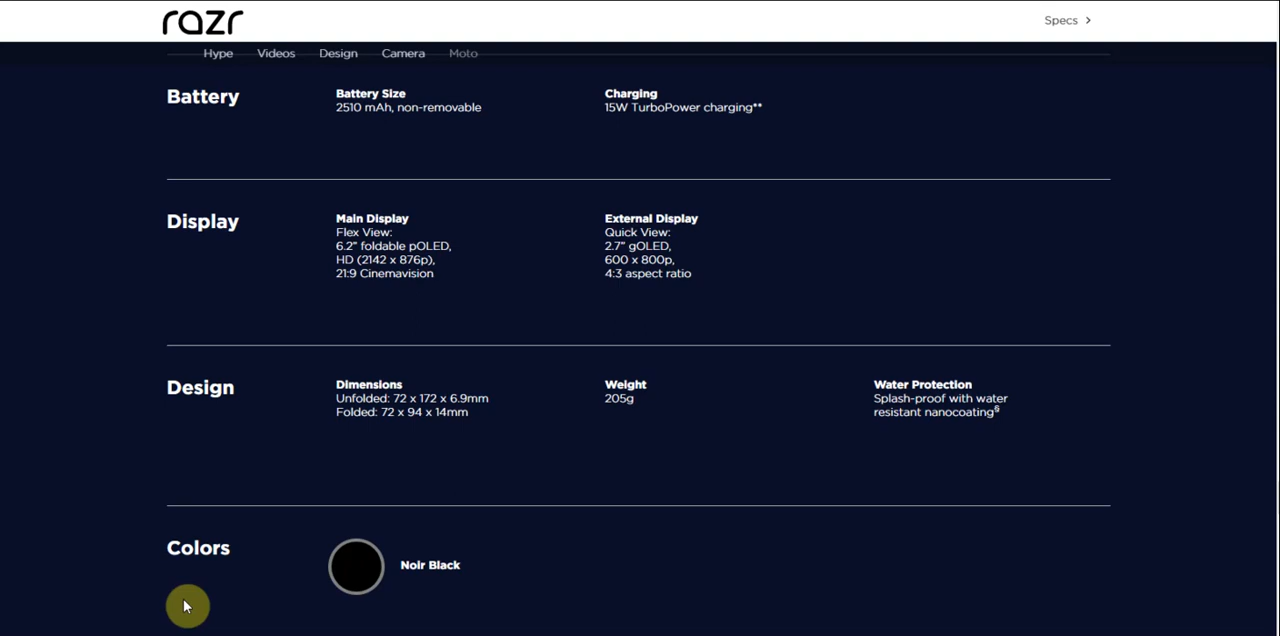 razr
Specs >
Hype Videos Design Camera Moto
Battery
Battery Size
2510 mAh, non-removable
Charging
15W TurboPower charging**
Display
Main Display
Flex View:
6.2" foldable pOLED,
HD (2142 x 876p),
21:9 Cinemavision
External Display
Quick View:
2.7" gOLED,
600 x 800p,
4:3 aspect ratio
Design
Dimensions
Unfolded: 72 x 172 x 6.9mm
Folded: 72 x 94 x 14mm
Weight
205g
Water Protection
Splash-proof with water
resistant nanocoating§
Colors
Noir Black